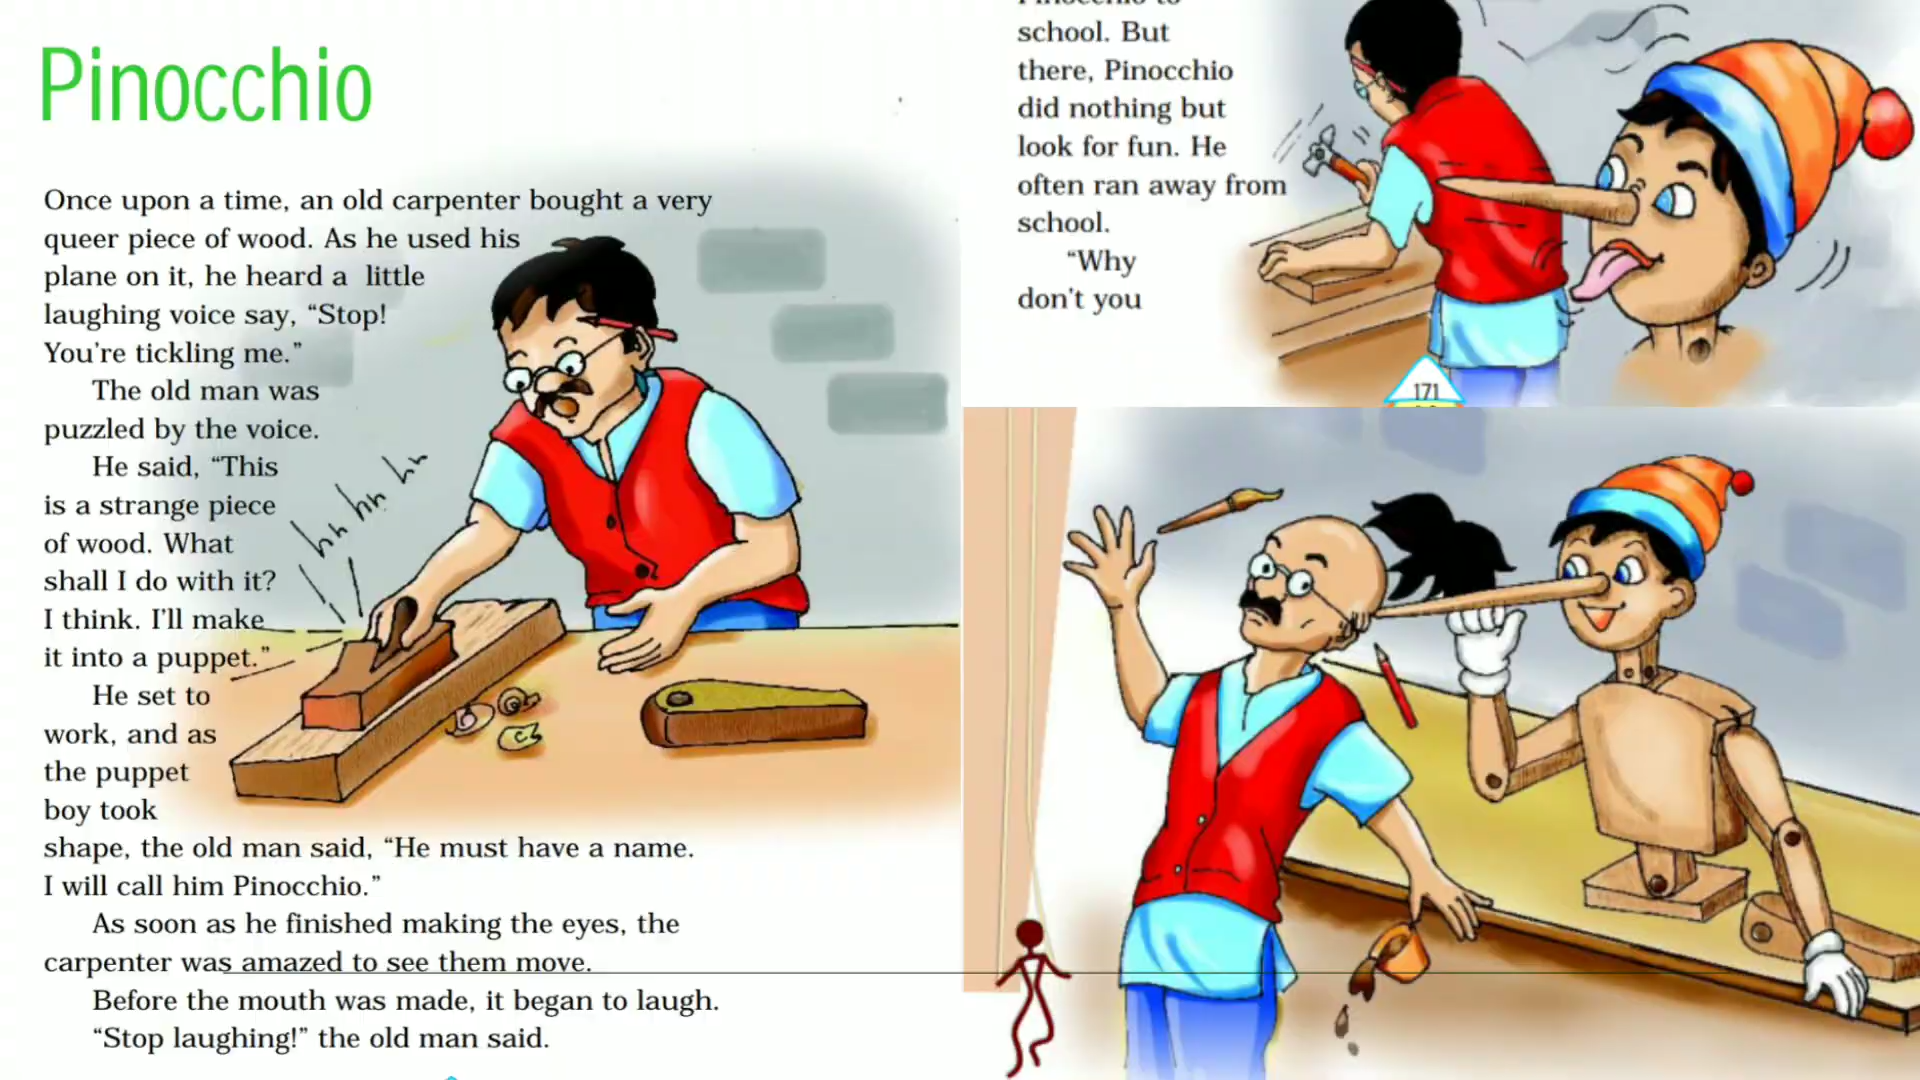 Pinocchio
Once upon a time, an old carpenter bought a very
queer piece of wood. As he used his
plane on it, he heard a little
laughing voice say, “Stop!
You're tickling me.”
The old man was
puzzled by the voice.
He said, “This
is a strange piece
of wood. What
shall I do with it?
I think. I'll make
it into a puppet.”
He set to
work, and as
the puppet
boy took
shape, the old man said, “He must have a name.
I will call him Pinocchio.”
As soon as he finished making the eyes, the
carpenter was amazed to see them move.
Before the mouth was made, it began to laugh.
“Stop laughing!” the old man said.
hn hn hn
Pinocchio to
school. But
there, Pinocchio
did nothing but
look for fun. He
often ran away from
school.
“Why
don't you
171